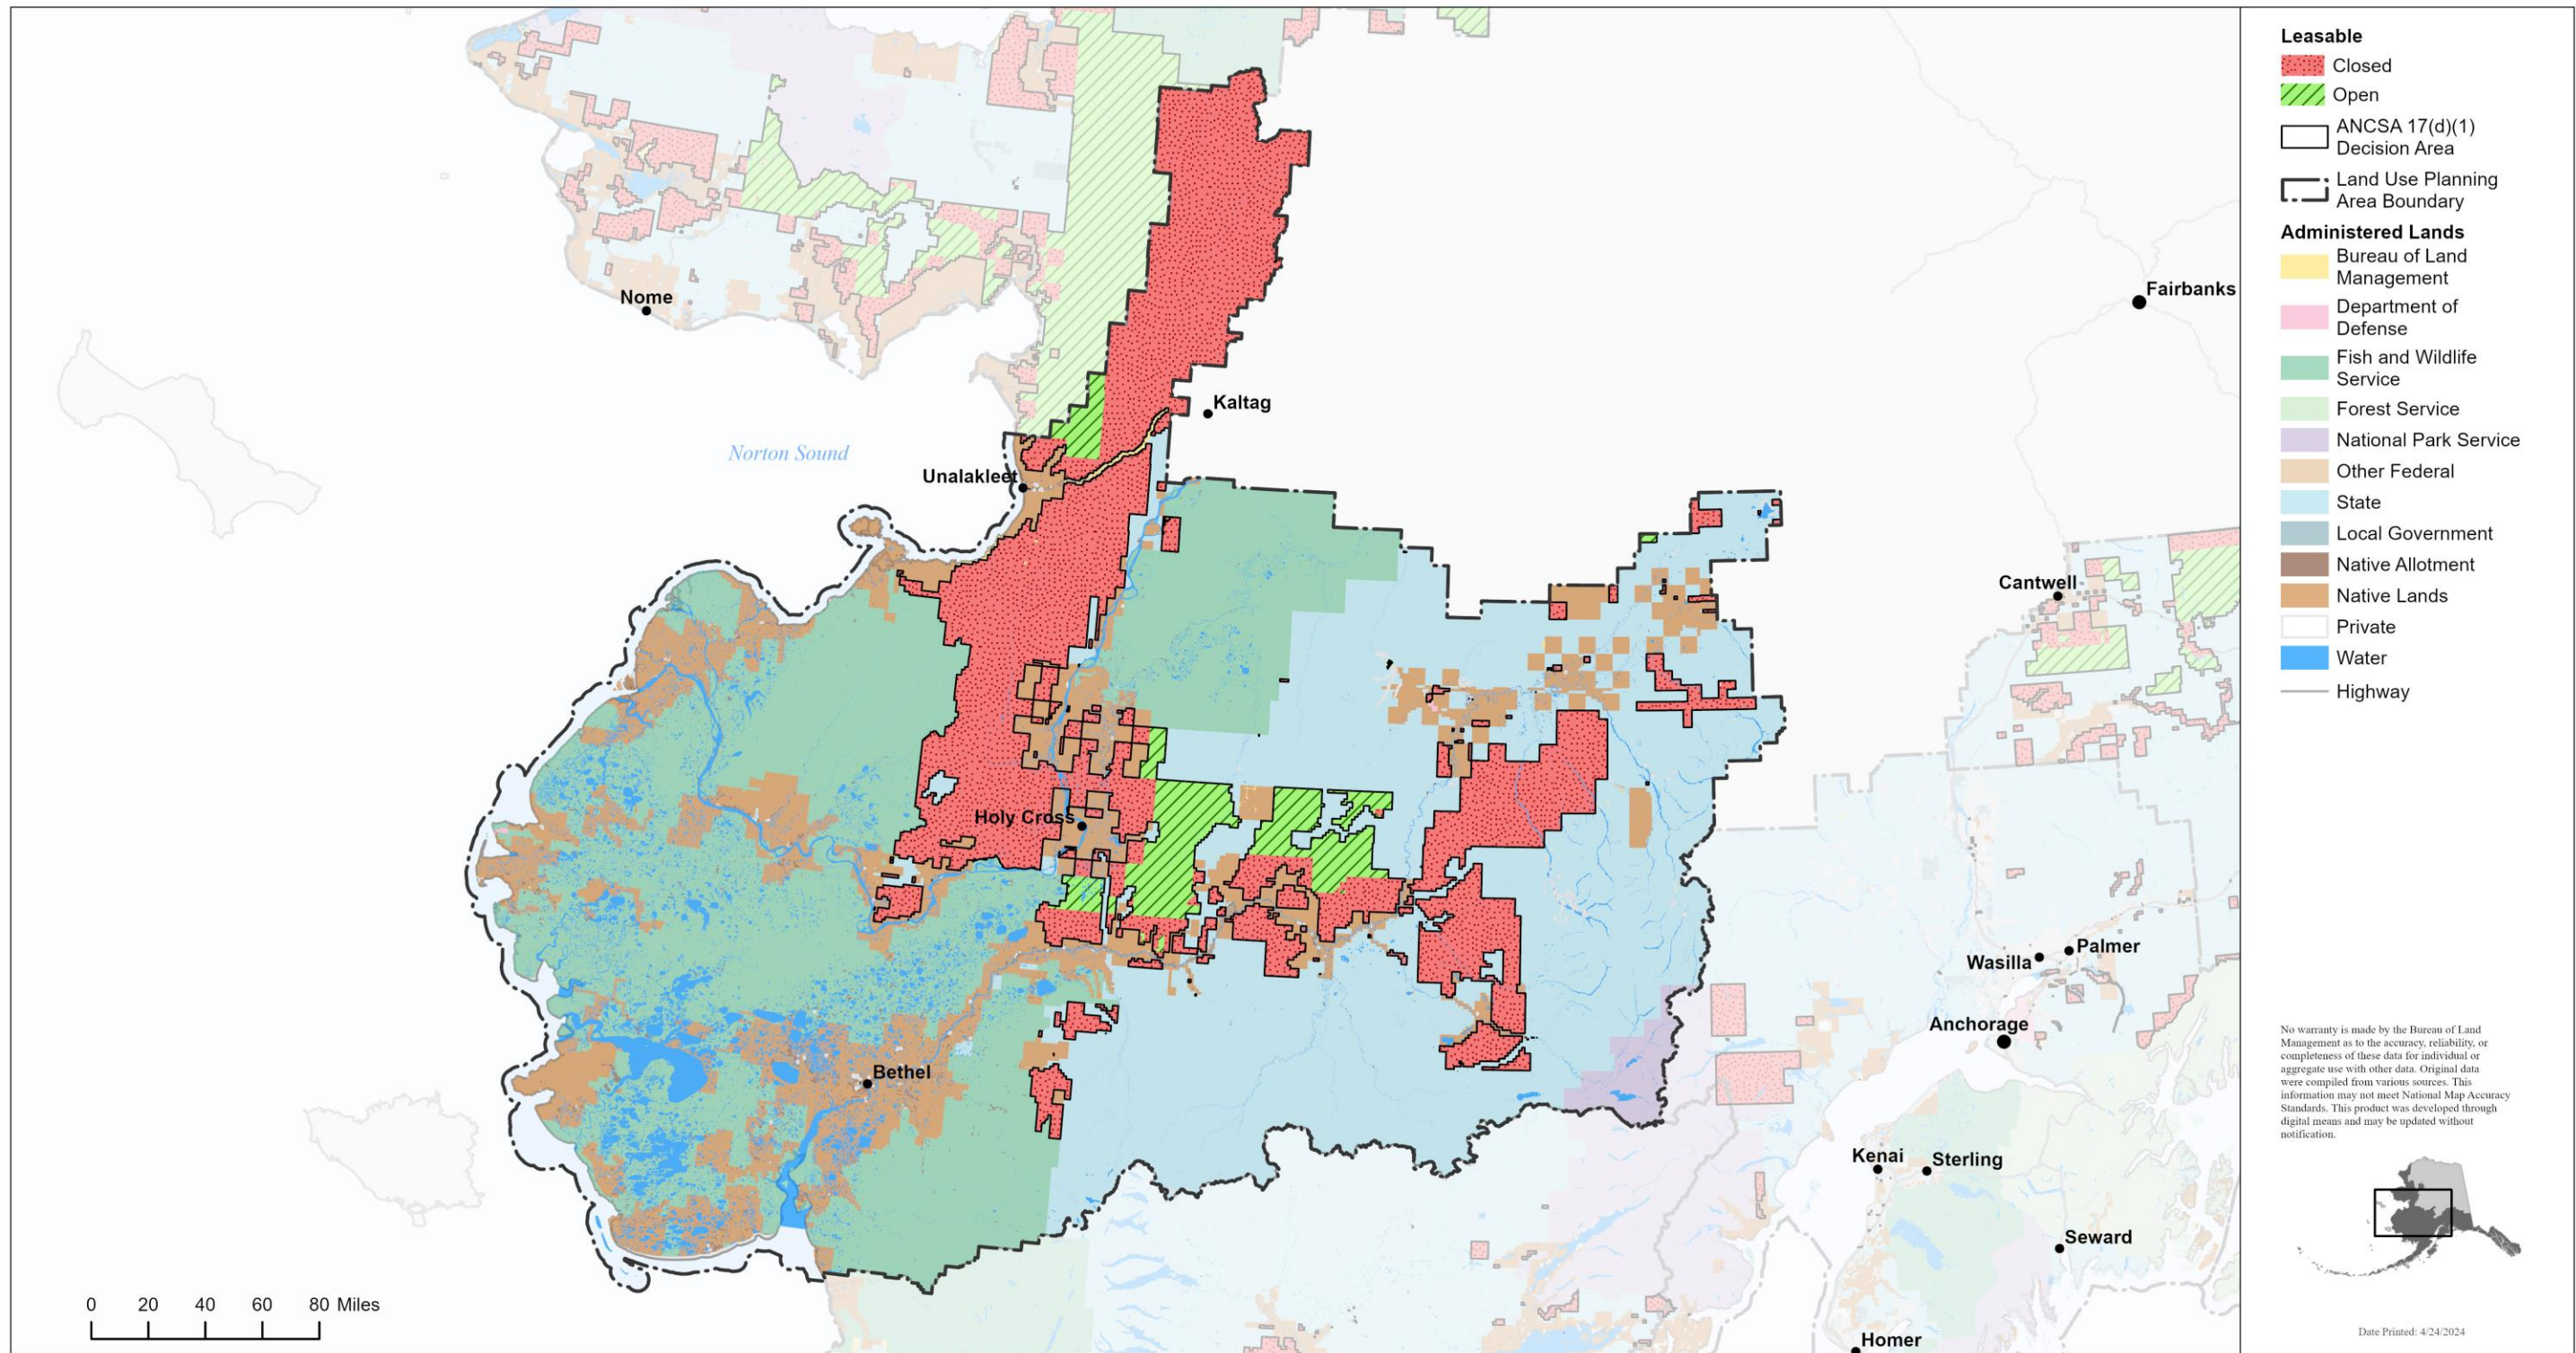 Nome
Fairbanks
Kaltag
Norton Sound
Unalakleet
Cantwell
Holy Cross
Palmer
Wasilla
Anchorage
Bethel
Kenai
Sterling
Seward
Homer
0 20 40 60 80 Miles
Leasable
Closed
Open
ANCSA 17(d)(1)
Decision Area
Land Use Planning
Area Boundary
Administered Lands
Bureau of Land
Management
Department of
Defense
Fish and Wildlife
Service
Forest Service
National Park Service
Other Federal
State
Local Government
Native Allotment
Native Lands
Private
Water
Highway
No warranty is made by the Bureau of Land
Management as to the accuracy, reliability, or
completeness of these data for individual or
aggregate use with other data. Original data
were compiled from various sources. This
information may not meet National Map Accuracy
Standards. This product was developed through
digital means and may be updated without
notification.
Date Printed: 4/24/2024